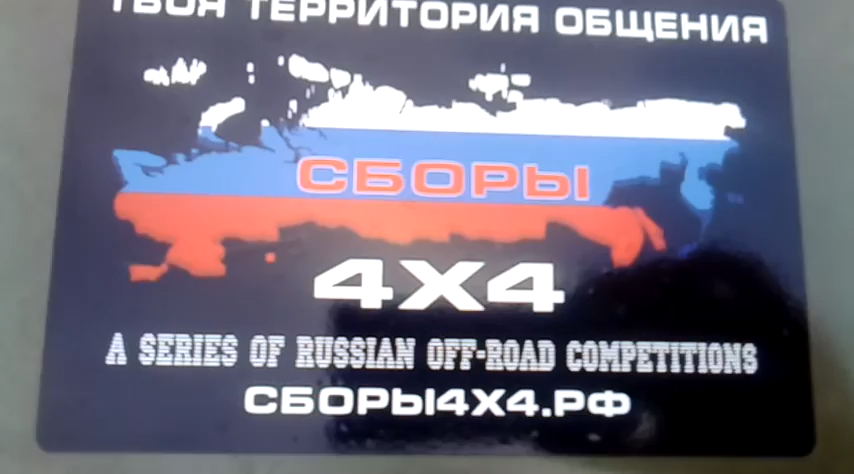 ТВОЯ ТЕРРИТОРИЯ ОБЩЕНИЯ
СБОРЫ
4X4
A SERIES OF RUSSIAN OFF-ROAD COMPETITIONS
СБОРЫ4X4.РФ